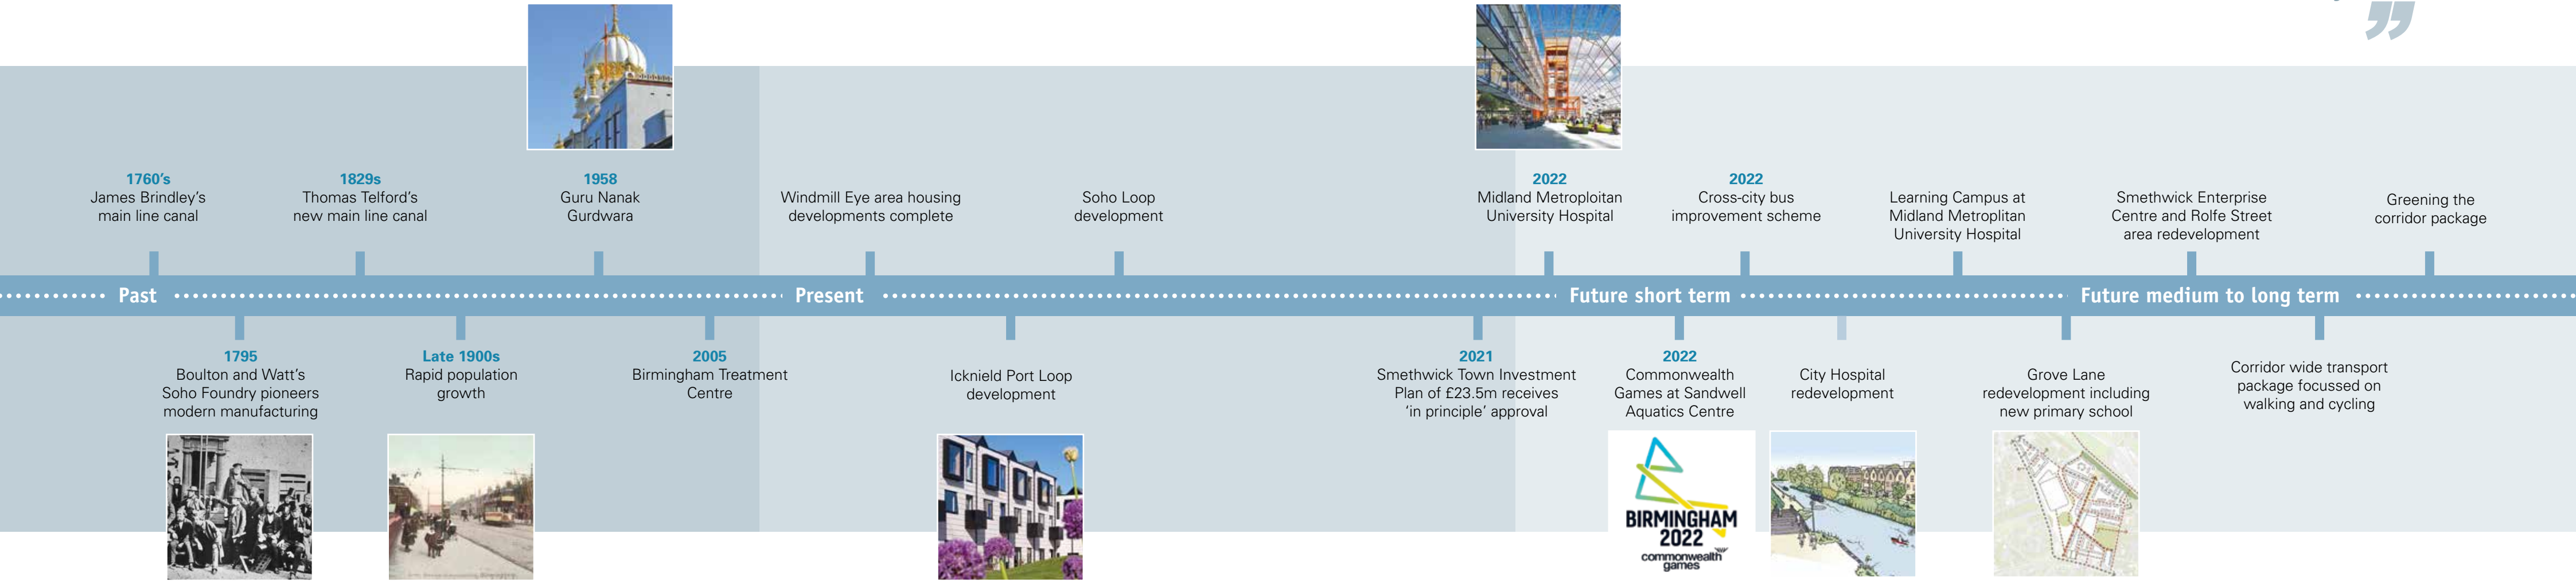 ”
1760’s
James Brindley’s
main line canal
1829s
Thomas Telford’s
new main line canal
1958
Guru Nanak
Gurdwara
Windmill Eye area housing
developments complete
Soho Loop
development
2022
Midland Metroploitan
University Hospital
2022
Cross-city bus
improvement scheme
Learning Campus at
Midland Metroplitan
University Hospital
Smethwick Enterprise
Centre and Rolfe Street
area redevelopment
Greening the
corridor package
Past
Present
Future short term
Future medium to long term
1795
Boulton and Watt’s
Soho Foundry pioneers
modern manufacturing
Late 1900s
Rapid population
growth
2005
Birmingham Treatment
Centre
Icknield Port Loop
development
2021
Smethwick Town Investment
Plan of £23.5m receives
‘in principle’ approval
2022
Commonwealth
Games at Sandwell
Aquatics Centre
City Hospital
redevelopment
Grove Lane
redevelopment including
new primary school
Corridor wide transport
package focussed on
walking and cycling
BIRMINGHAM
2022
commonwealth
games